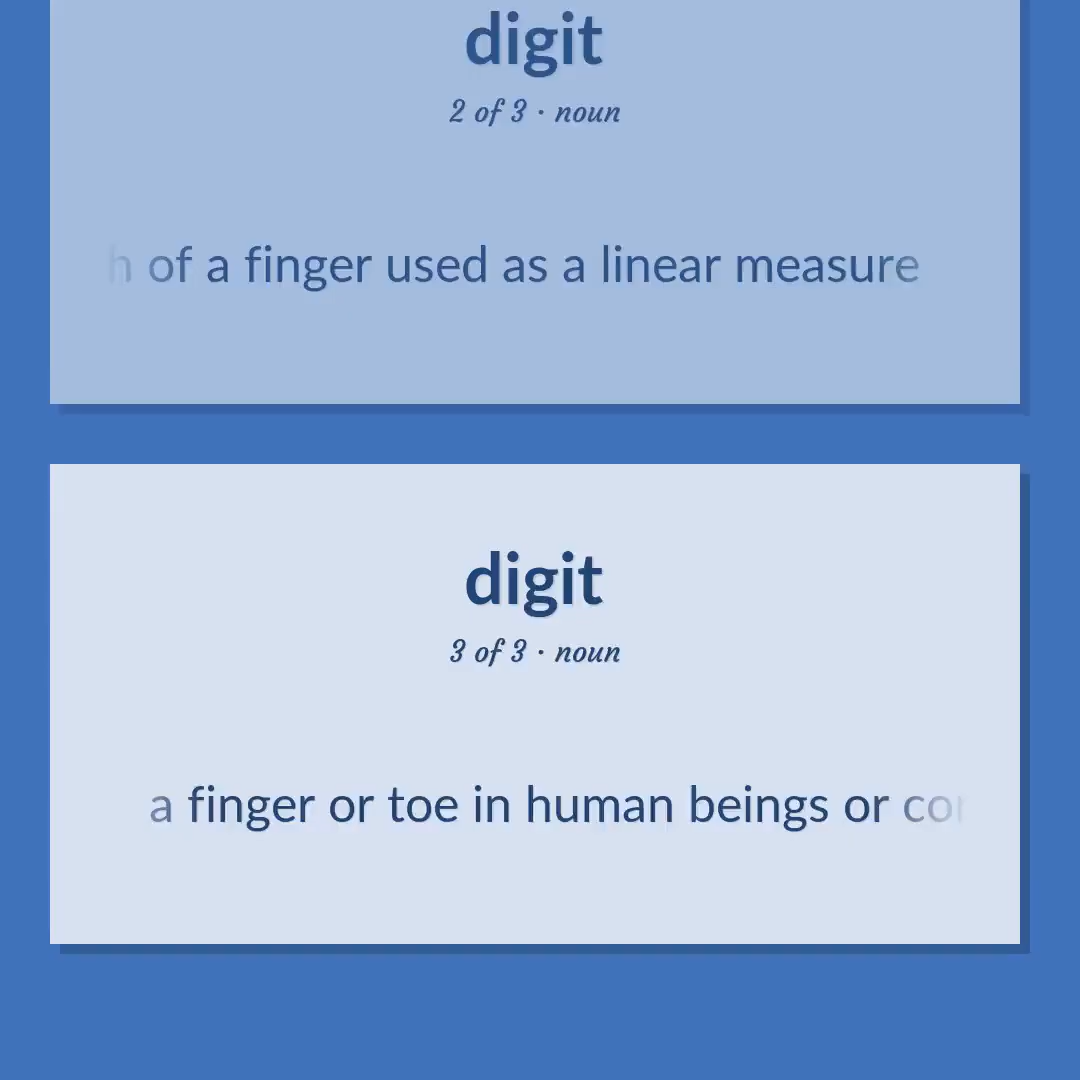 digit
2 of 3 · noun
of a finger used as a linear measure
digit
3 of 3 · noun
a finger or toe in human beings or